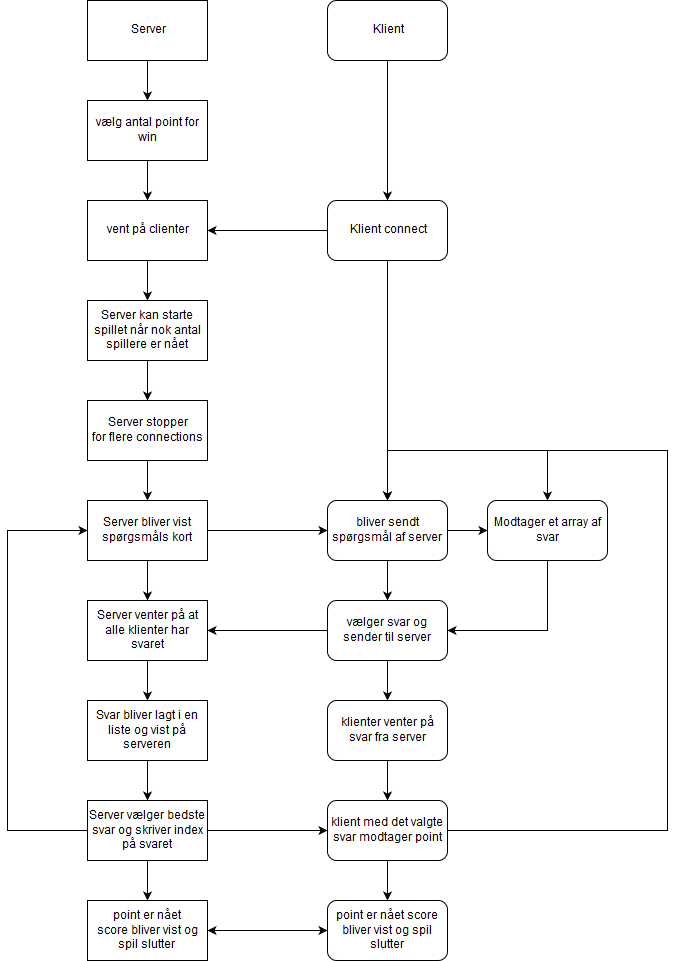 Server
Klient
vælg antal point for
win
vent på clienter
Klient connect
Server kan starte
spillet når nok antal
spillere er nået
Server stopper
for flere connections
Server bliver vist
spørgsmåls kort
bliver sendt
spørgsmål af server
Modtager et array af
svar
Server venter på at
alle klienter har
svaret
vælger svar og
sender til server
Svar bliver lagt i en
liste og vist på
serveren
klienter venter på
svar fra server
Server vælger bedste
svar og skriver index
på svaret
klient med det valgte
svar modtager point
point er nået
score bliver vist og
spil slutter
point er nået score
bliver vist og spil
slutter